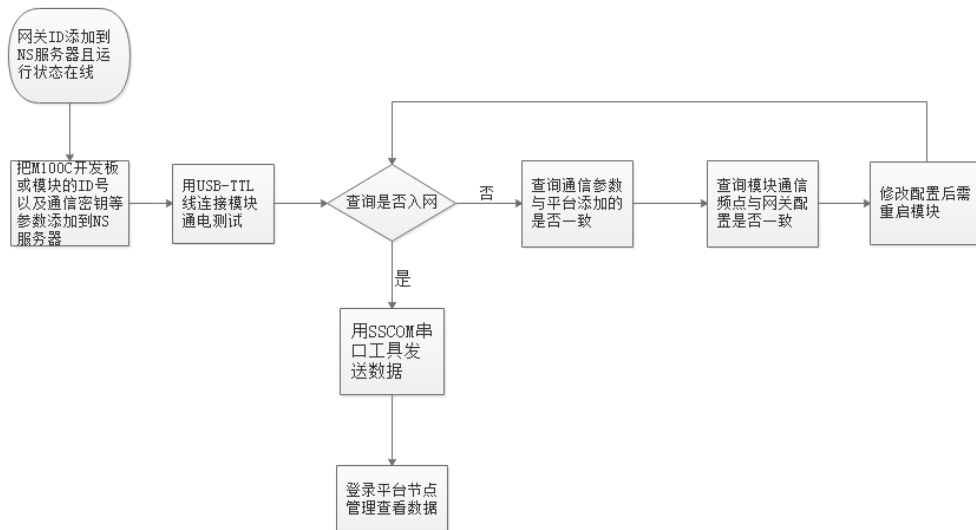 网关ID添加到
NS服务器且运
行状态在线
把M100C开发板
或模块的ID号
以及通信密钥等
参数添加到NS
服务器
用USB-TTL
线连接模块
通电测试
查询是否入网
否
查询通信参数
与平台添加的
是否一致
查询模块通信
频点与网关配
置是否一致
修改配置后需
重启模块
是
用SSCOM串
口工具发
送数据
登录平台节点
管理查看数据